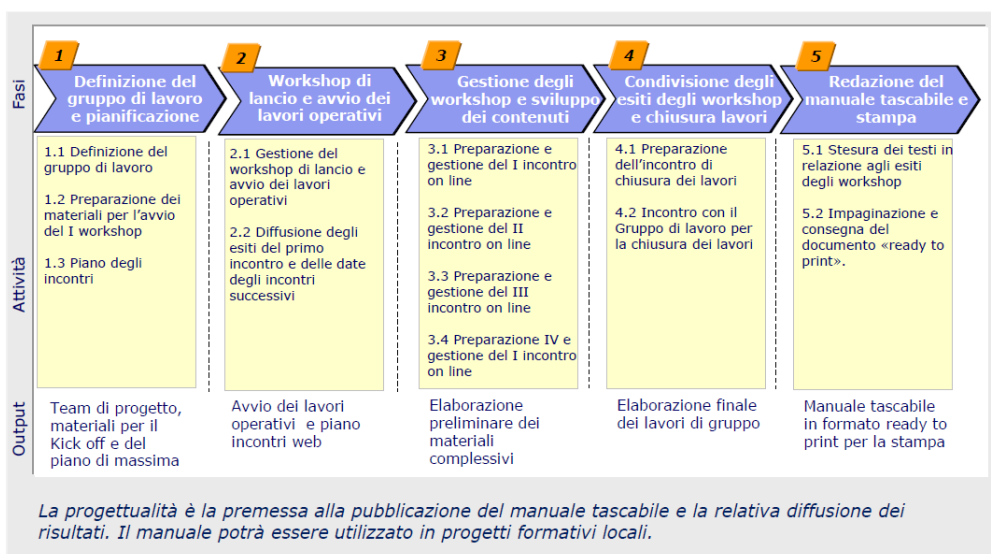 Fasi
1
Definizione del
gruppo di lavoro
e pianificazione
2
Workshop di
lancio e avvio dei
lavori operativi
3
Gestione degli
workshop e sviluppo
dei contenuti
4
Condivisione degli
esiti degli workshop
e chiusura lavori
5
Redazione del
manuale tascabile e
stampa
Attività
1.1 Definizione del
gruppo di lavoro
1.2 Preparazione dei
materiali per l'avvio
del I workshop
1.3 Piano degli
incontri
2.1 Gestione del
workshop di lancio e
avvio dei lavori
operativi
2.2 Diffusione degli
esiti del primo
incontro e delle date
degli incontri
successivi
3.1 Preparazione e
gestione del I incontro
on line
3.2 Preparazione e
gestione del II
incontro on line
3.3 Preparazione e
gestione del III
incontro on line
3.4 Preparazione IV e
gestione del I incontro
on line
4.1 Preparazione
dell'incontro di
chiusura dei lavori
4.2 Incontro con il
Gruppo di lavoro per
la chiusura dei lavori
5.1 Stesura dei testi in
relazione agli esiti
degli workshop
5.2 Impaginazione e
consegna del
documento «ready to
print».
Output
Team di progetto,
materiali per il
Kick off e del
piano di massima
Avvio dei lavori
operativi e piano
incontri web
Elaborazione
preliminare dei
materiali
complessivi
Elaborazione finale
dei lavori di gruppo
Manuale tascabile
in formato ready to
print per la stampa
La progettualità è la premessa alla pubblicazione del manuale tascabile e la relativa diffusione dei
risultati. Il manuale potrà essere utilizzato in progetti formativi locali.